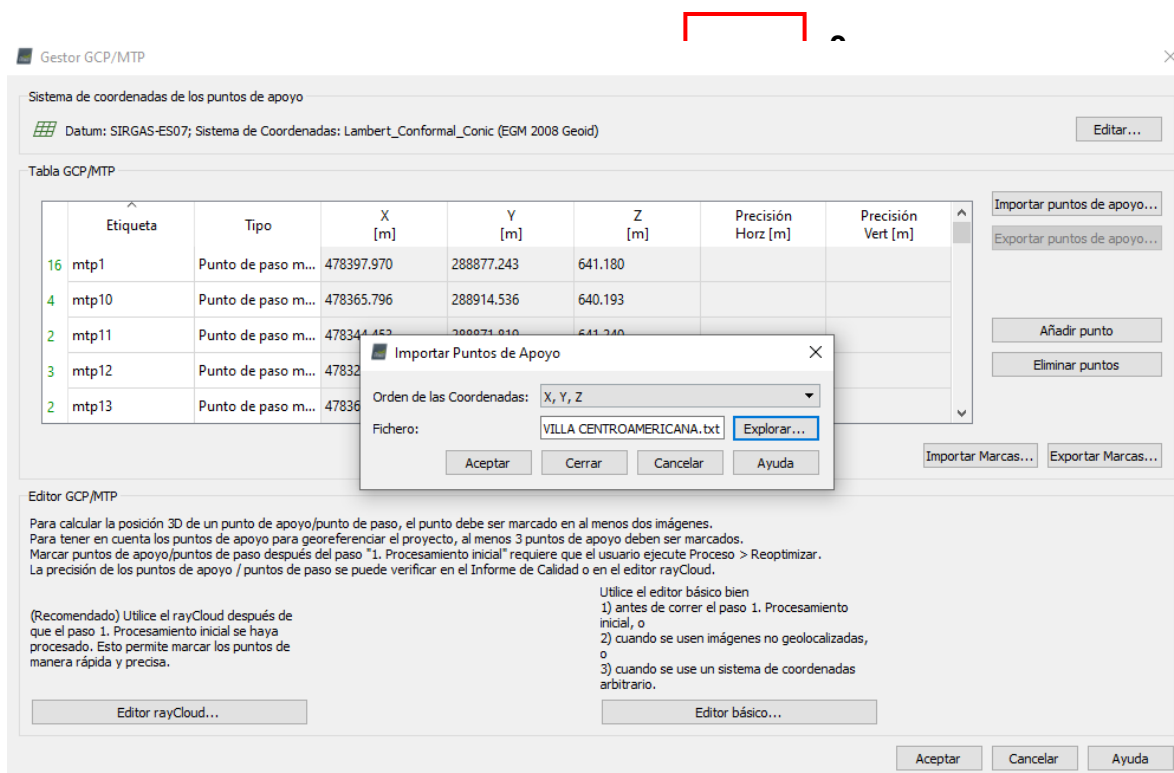 Gestor GCP/MTP
Sistema de coordenadas de los puntos de apoyo
Datum: SIRGAS-ES07; Sistema de Coordenadas: Lambert_Conformal_Conic (EGM 2008 Geoid)
Editar...
Tabla GCP/MTP
Etiqueta Tipo X [m] Y [m] Z [m] Precisión Horz [m] Precisión Vert [m]
16 mtp1 Punto de paso m... 478397.970 288877.243 641.180
4 mtp10 Punto de paso m... 478365.796 288914.536 640.193
2 mtp11 Punto de paso m...
3 mtp12 Punto de paso m...
2 mtp13 Punto de paso m...
Importar puntos de apoyo...
Exportar puntos de apoyo...
Añadir punto
Eliminar puntos
Importar Marcas... Exportar Marcas...
Importar Puntos de Apoyo
Orden de las Coordenadas: X, Y, Z
Fichero: VILLA CENTROAMERICANA.txt Explorar...
Aceptar Cerrar Cancelar Ayuda
Editor GCP/MTP
Para calcular la posición 3D de un punto de apoyo/punto de paso, el punto debe ser marcado en al menos dos imágenes.
Para tener en cuenta los puntos de apoyo para georeferenciar el proyecto, al menos 3 puntos de apoyo deben ser marcados.
Marcar puntos de apoyo/puntos de paso después del paso "1. Procesamiento inicial" requiere que el usuario ejecute Proceso > Reoptimizar.
La precisión de los puntos de apoyo / puntos de paso se puede verificar en el Informe de Calidad o en el editor rayCloud.
(Recomendado) Utilice el rayCloud después de
que el paso 1. Procesamiento inicial se haya
procesado. Esto permite marcar los puntos de
manera rápida y precisa.
Editor rayCloud...
Utilice el editor básico bien
1) antes de correr el paso 1. Procesamiento
inicial, o
2) cuando se usen imágenes no geolocalizadas,
o
3) cuando se use un sistema de coordenadas
arbitrario.
Editor básico...
Aceptar Cancelar Ayuda